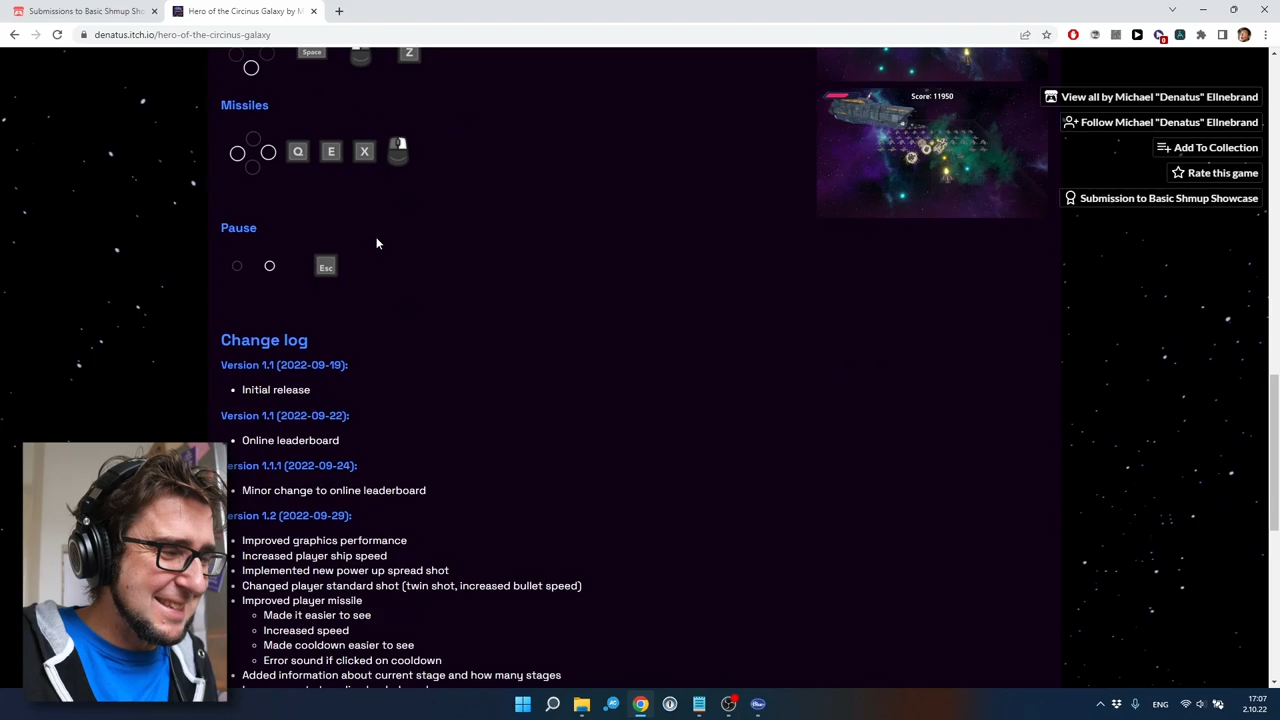 Submissions to Basic Shmup Sho
Hero of the Circinus Galaxy by M
denatus.itch.io/hero-of-the-circinus-galaxy
Space
Z
Score: 11950
View all by Michael "Denatus" Ellnebrand
Follow Michael "Denatus" Ellnebrand
Add To Collection
Rate this game
Submission to Basic Shmup Showcase
Missiles
Q
E
X
Pause
Esc
Change log
Version 1.1 (2022-09-19):
Initial release
Version 1.1 (2022-09-22):
Online leaderboard
ersion 1.1.1 (2022-09-24):
Minor change to online leaderboard
ersion 1.2 (2022-09-29):
Improved graphics performance
Increased player ship speed
Implemented new power up spread shot
Changed player standard shot (twin shot, increased bullet speed)
Improved player missile
Made it easier to see
Increased speed
Made cooldown easier to see
Error sound if clicked on cooldown
Added information about current stage and how many stages
ENG
17:07
2.10.22